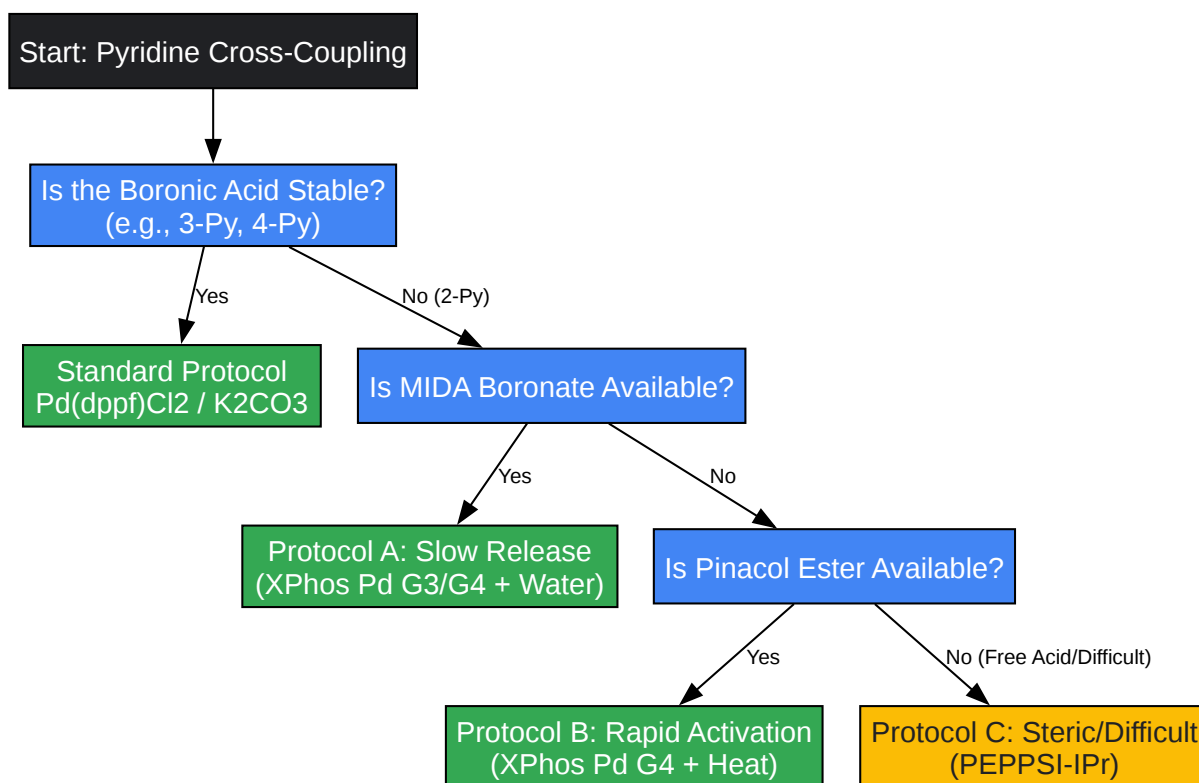 Start: Pyridine Cross-Coupling
Is the Boronic Acid Stable?
(e.g., 3-Py, 4-Py)
Yes
No (2-Py)
Standard Protocol
Pd(dppf)Cl2 / K2CO3
Is MIDA Boronate Available?
Yes
No
Protocol A: Slow Release
(XPhos Pd G3/G4 + Water)
Is Pinacol Ester Available?
Yes
No (Free Acid/Difficult)
Protocol B: Rapid Activation
(XPhos Pd G4 + Heat)
Protocol C: Steric/Difficult
(PEPPSI-IPr)